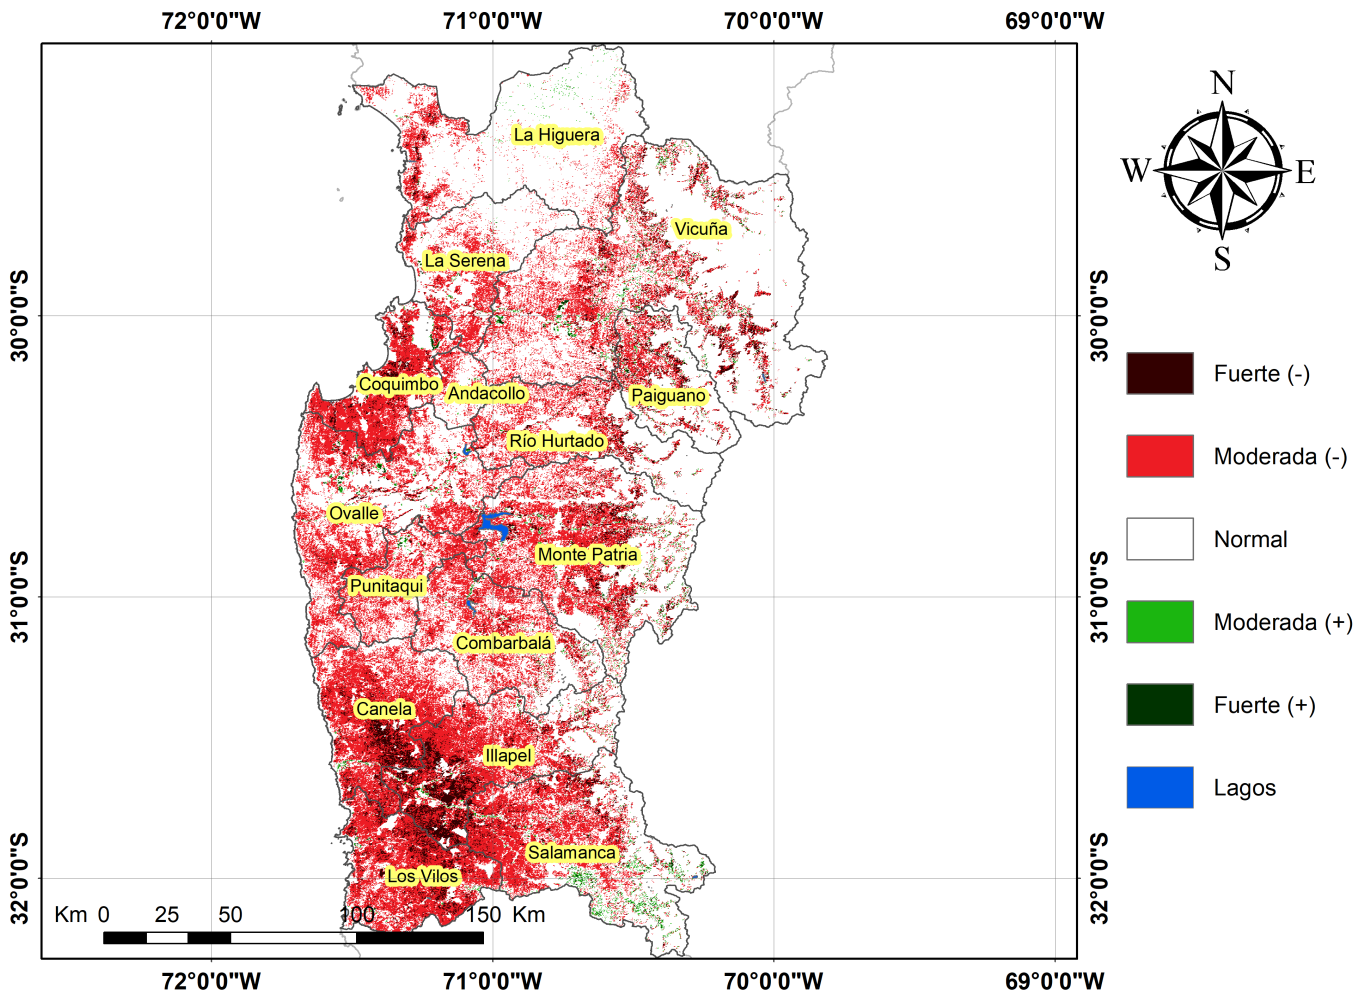 72°0'0"W 71°0'0"W 70°0'0"W 69°0'0"W
N
W E
S
30°0'0"S
31°0'0"S
32°0'0"S
30°0'0"S
31°0'0"S
32°0'0"S
La Higuera
Vicuña
La Serena
Coquimbo
Andacollo
Paiguano
Río Hurtado
Ovalle
Monte Patria
Punitaqui
Combarbalá
Canela
Illapel
Salamanca
Los Vilos
Fuerte (-)
Moderada (-)
Normal
Moderada (+)
Fuerte (+)
Lagos
Km 0 25 50 100 150 Km
72°0'0"W 71°0'0"W 70°0'0"W 69°0'0"W